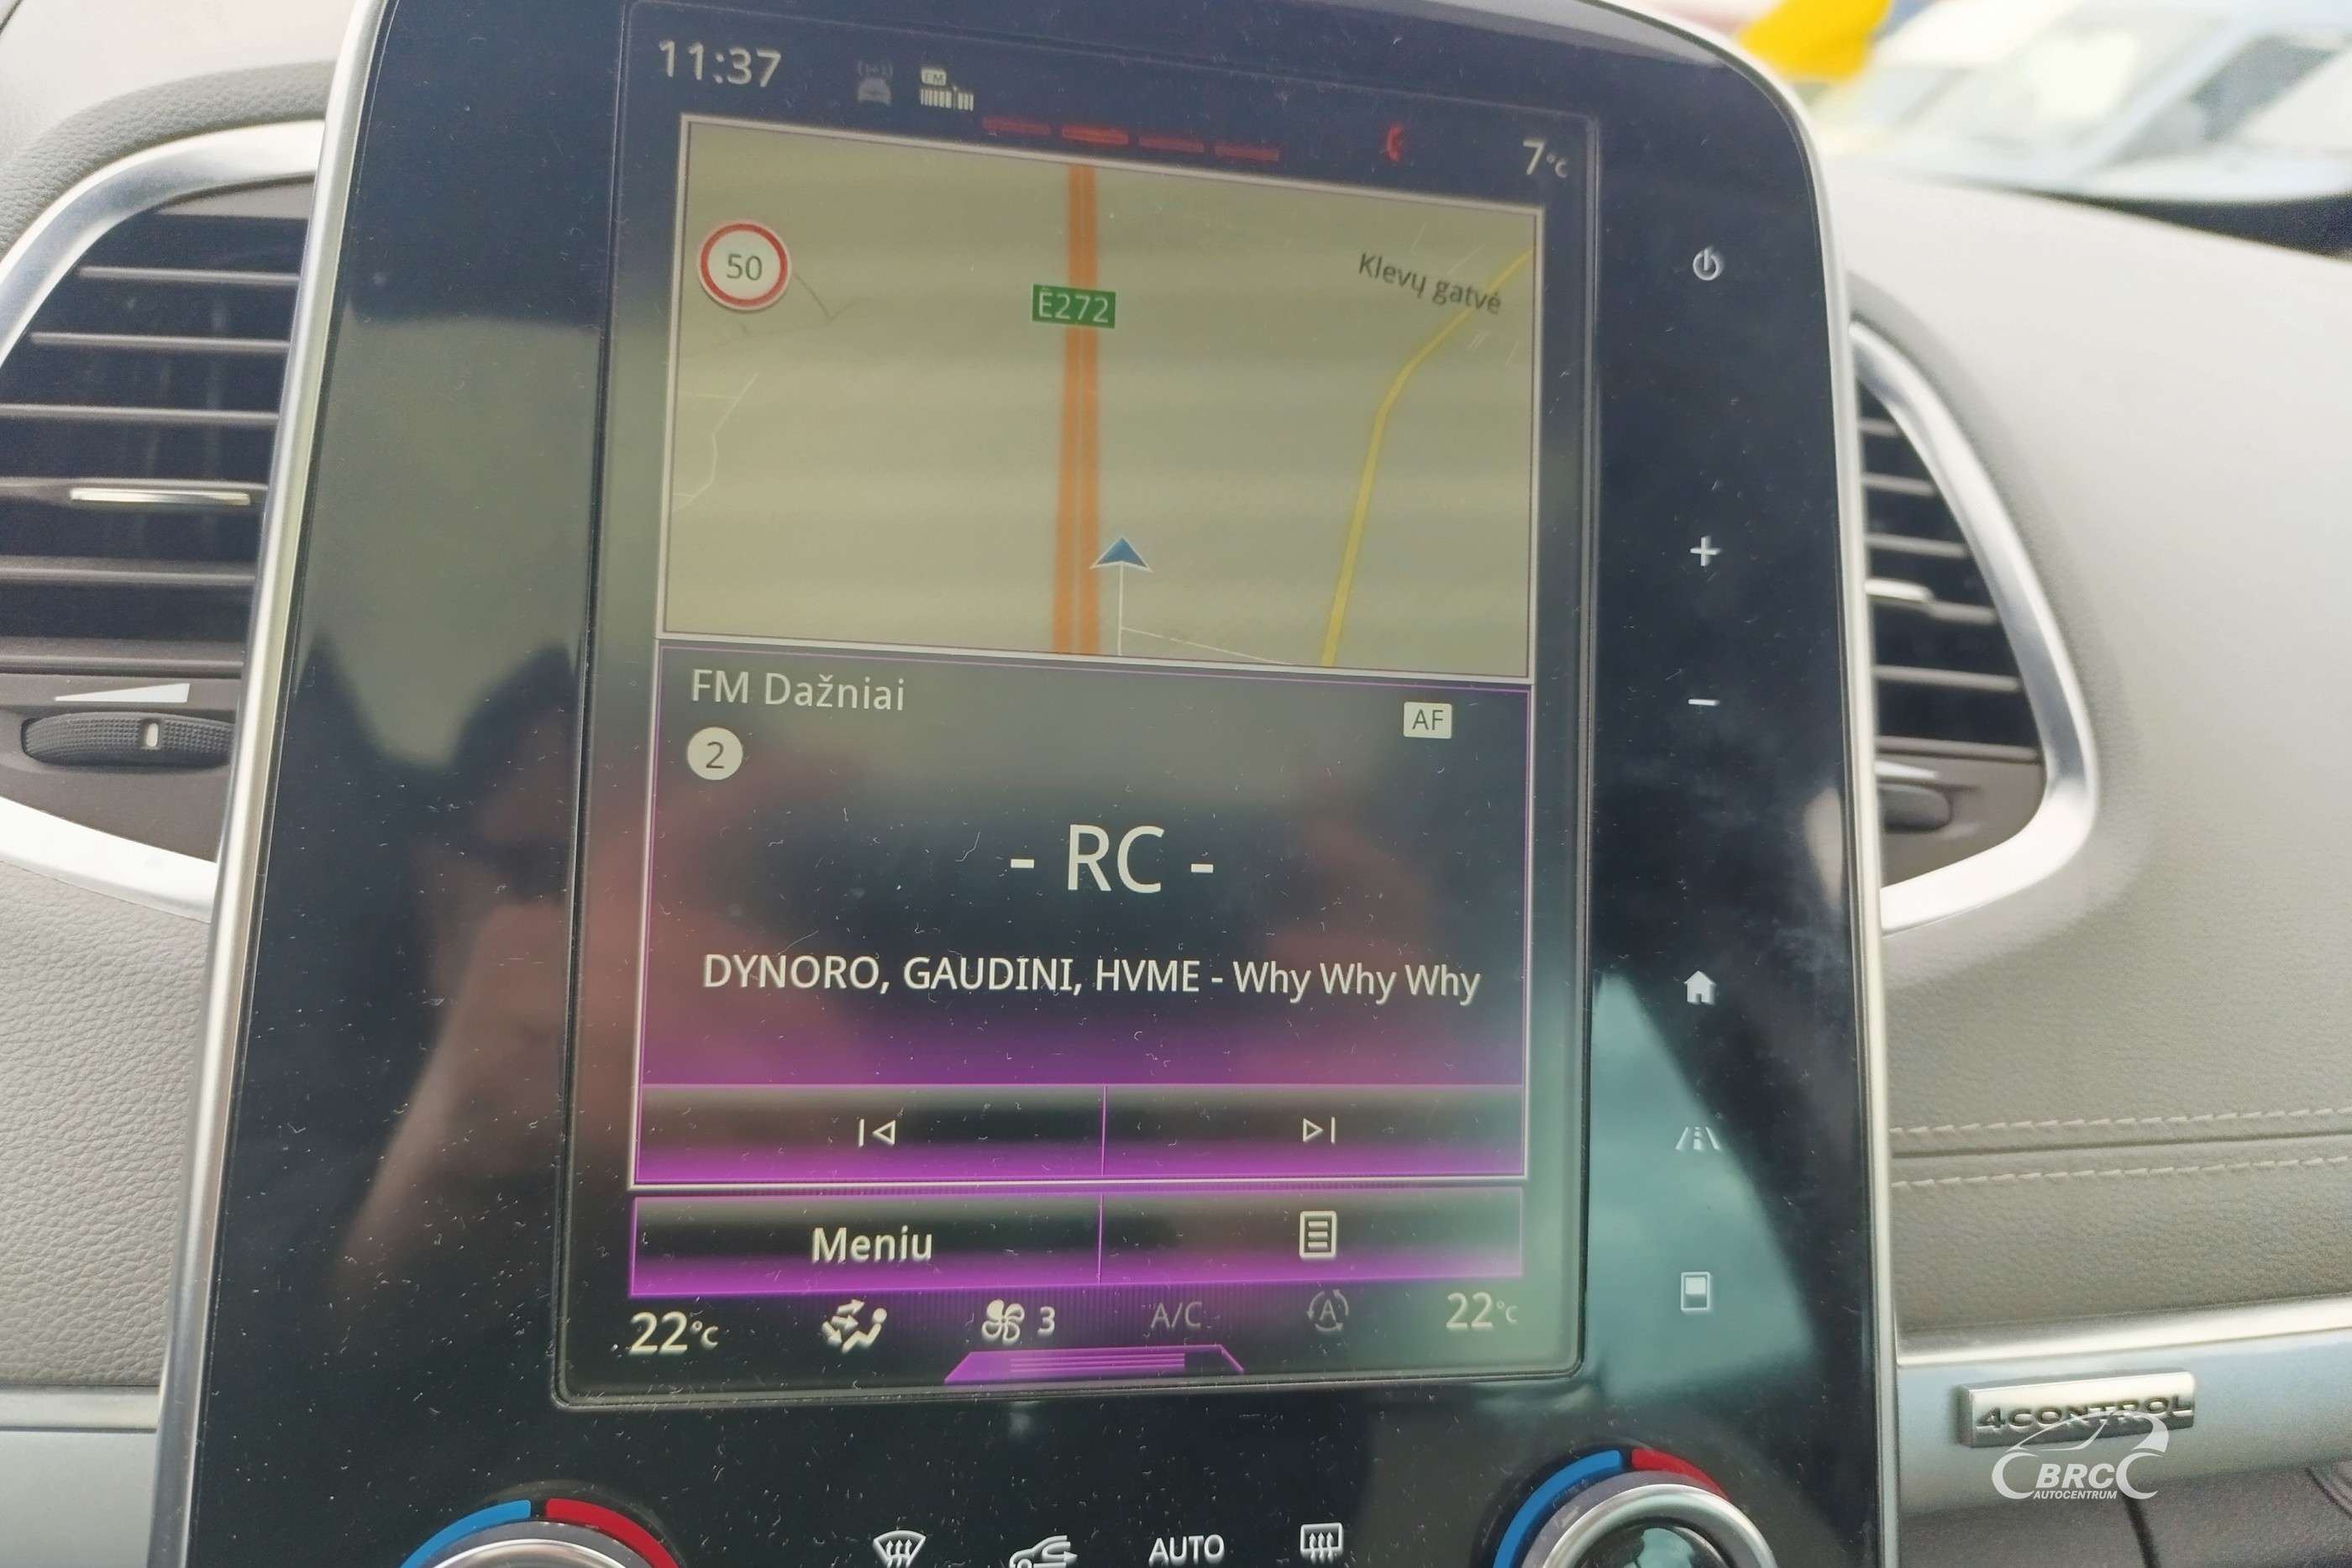 11:37
FM
7°C
50
E272
Klevų gatvė
FM Dažniai
AF
2
- RC -
DYNORO, GAUDINI, HVME - Why Why Why
Meniu
22°C
3
A/C
A
22°C
4CONTROL
BRC
AUTOCENTRUM
AUTO